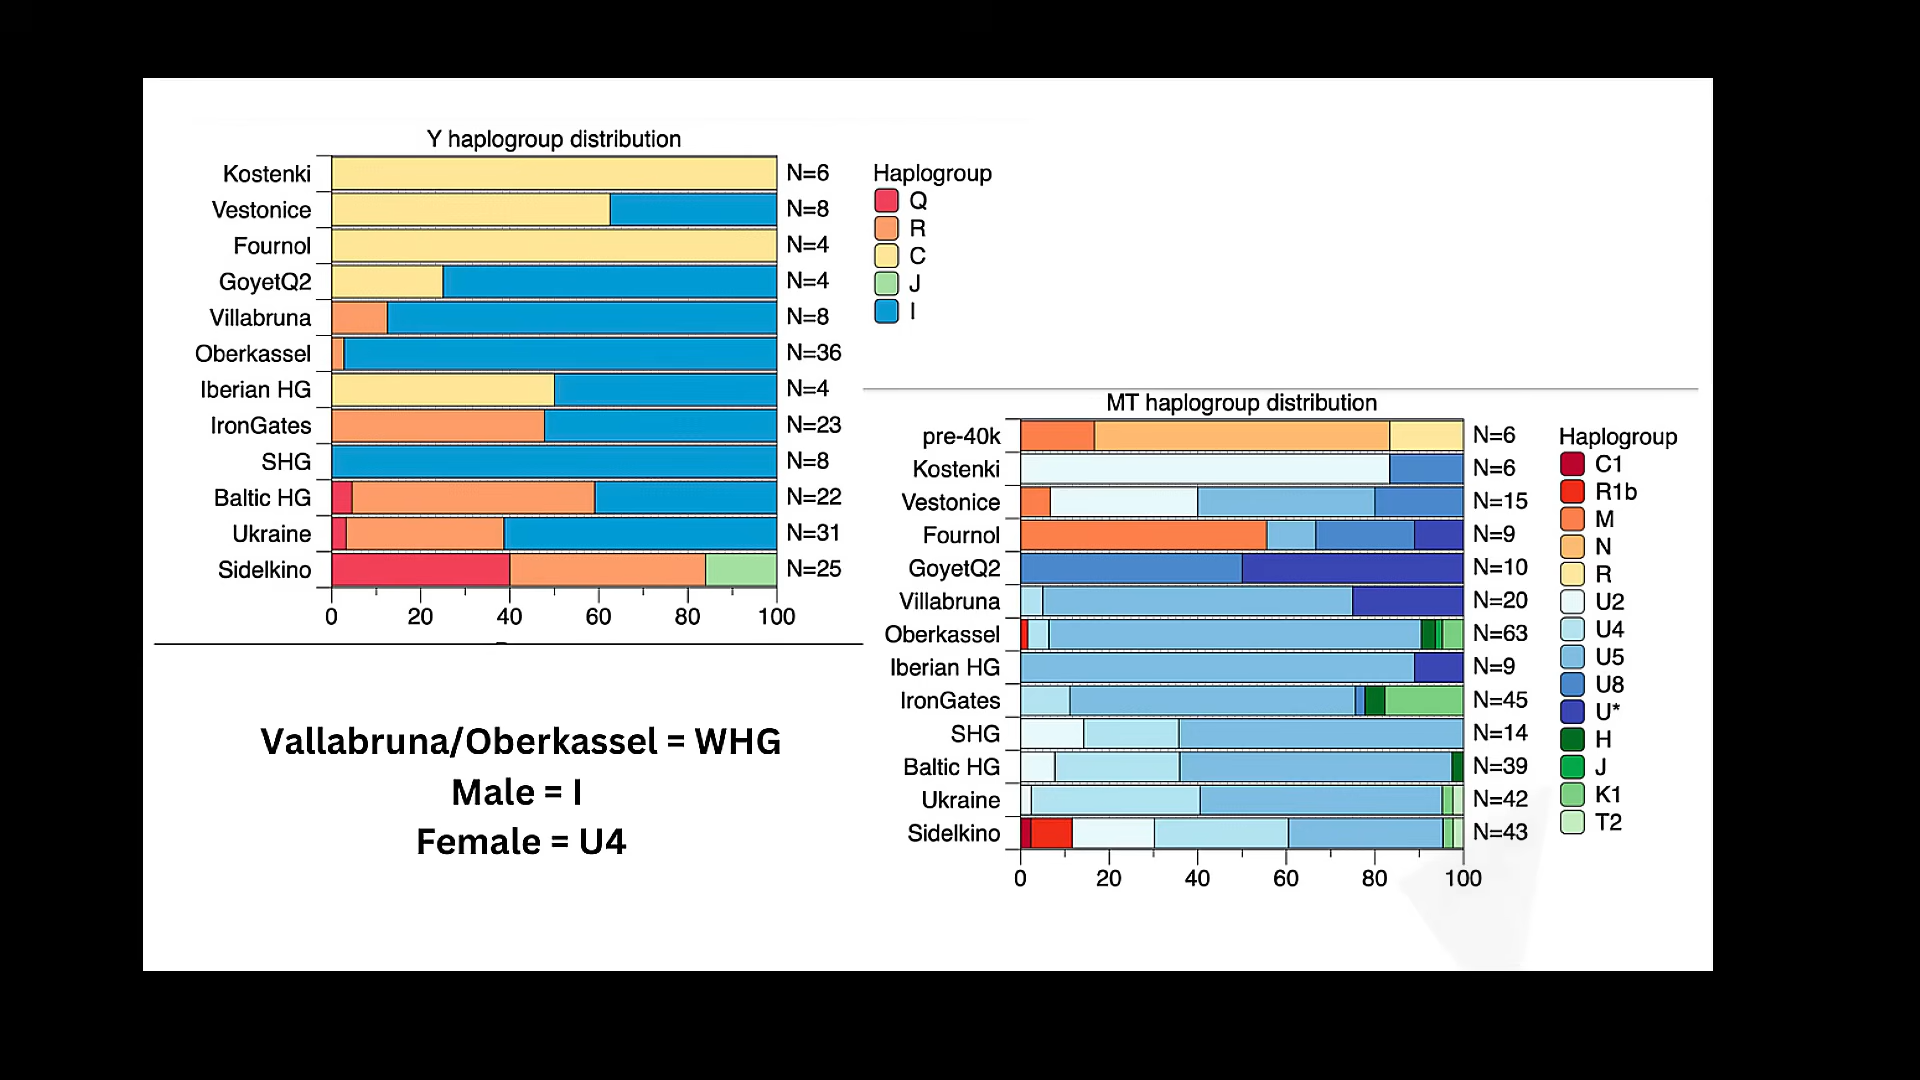 Y haplogroup distribution
Kostenki N=6
Vestonice N=8
Fournol N=4
GoyetQ2 N=4
Villabruna N=8
Oberkassel N=36
Iberian HG N=4
IronGates N=23
SHG N=8
Baltic HG N=22
Ukraine N=31
Sidelkino N=25
0 20 40 60 80 100
Haplogroup
Q
R
C
J
I
MT haplogroup distribution
pre-40k N=6
Kostenki N=6
Vestonice N=15
Fournol N=9
GoyetQ2 N=10
Villabruna N=20
Oberkassel N=63
Iberian HG N=9
IronGates N=45
SHG N=14
Baltic HG N=39
Ukraine N=42
Sidelkino N=43
0 20 40 60 80 100
Haplogroup
C1
R1b
M
N
R
U2
U4
U5
U8
U*
H
J
K1
T2
Vallabruna/Oberkassel = WHG
Male = I
Female = U4